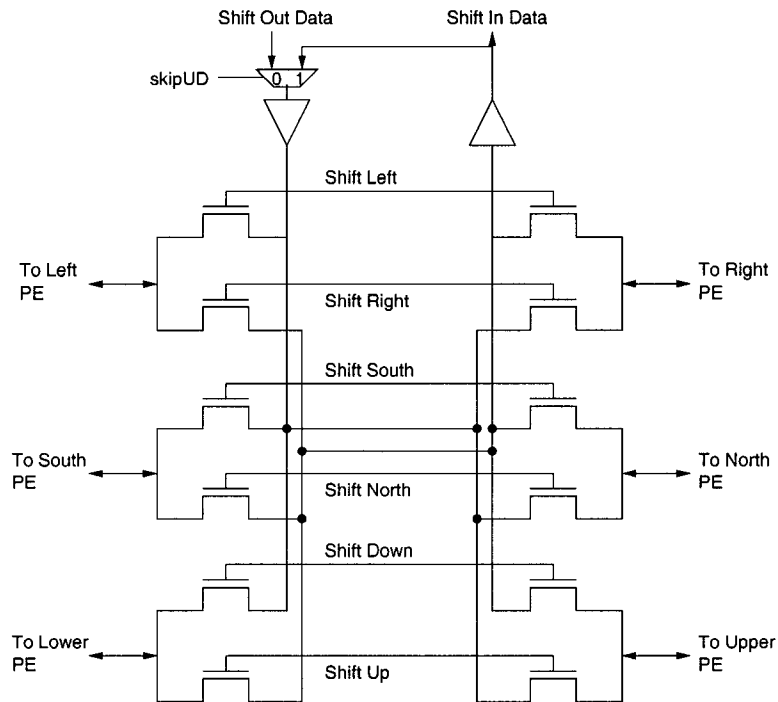 Shift Out Data
Shift In Data
skipUD
0 1
Shift Left
To Left
PE
To Right
PE
Shift Right
Shift South
To South
PE
To North
PE
Shift North
Shift Down
To Lower
PE
To Upper
PE
Shift Up